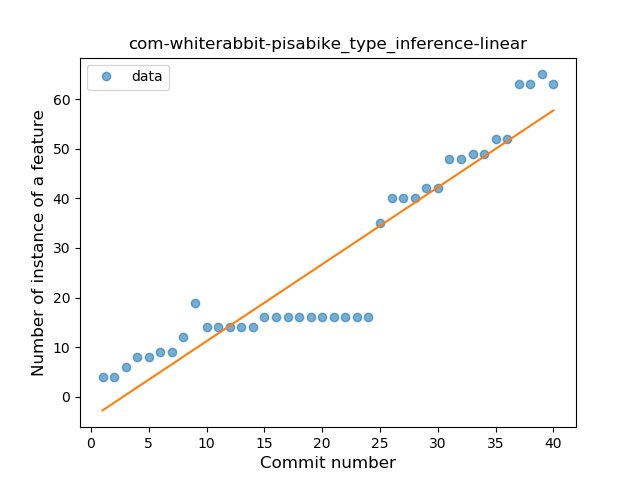 com-whiterabbit-pisabike_type_inference-linear
data
Number of instance of a feature
60
50
40
30
20
10
0
0 5 10 15 20 25 30 35 40
Commit number